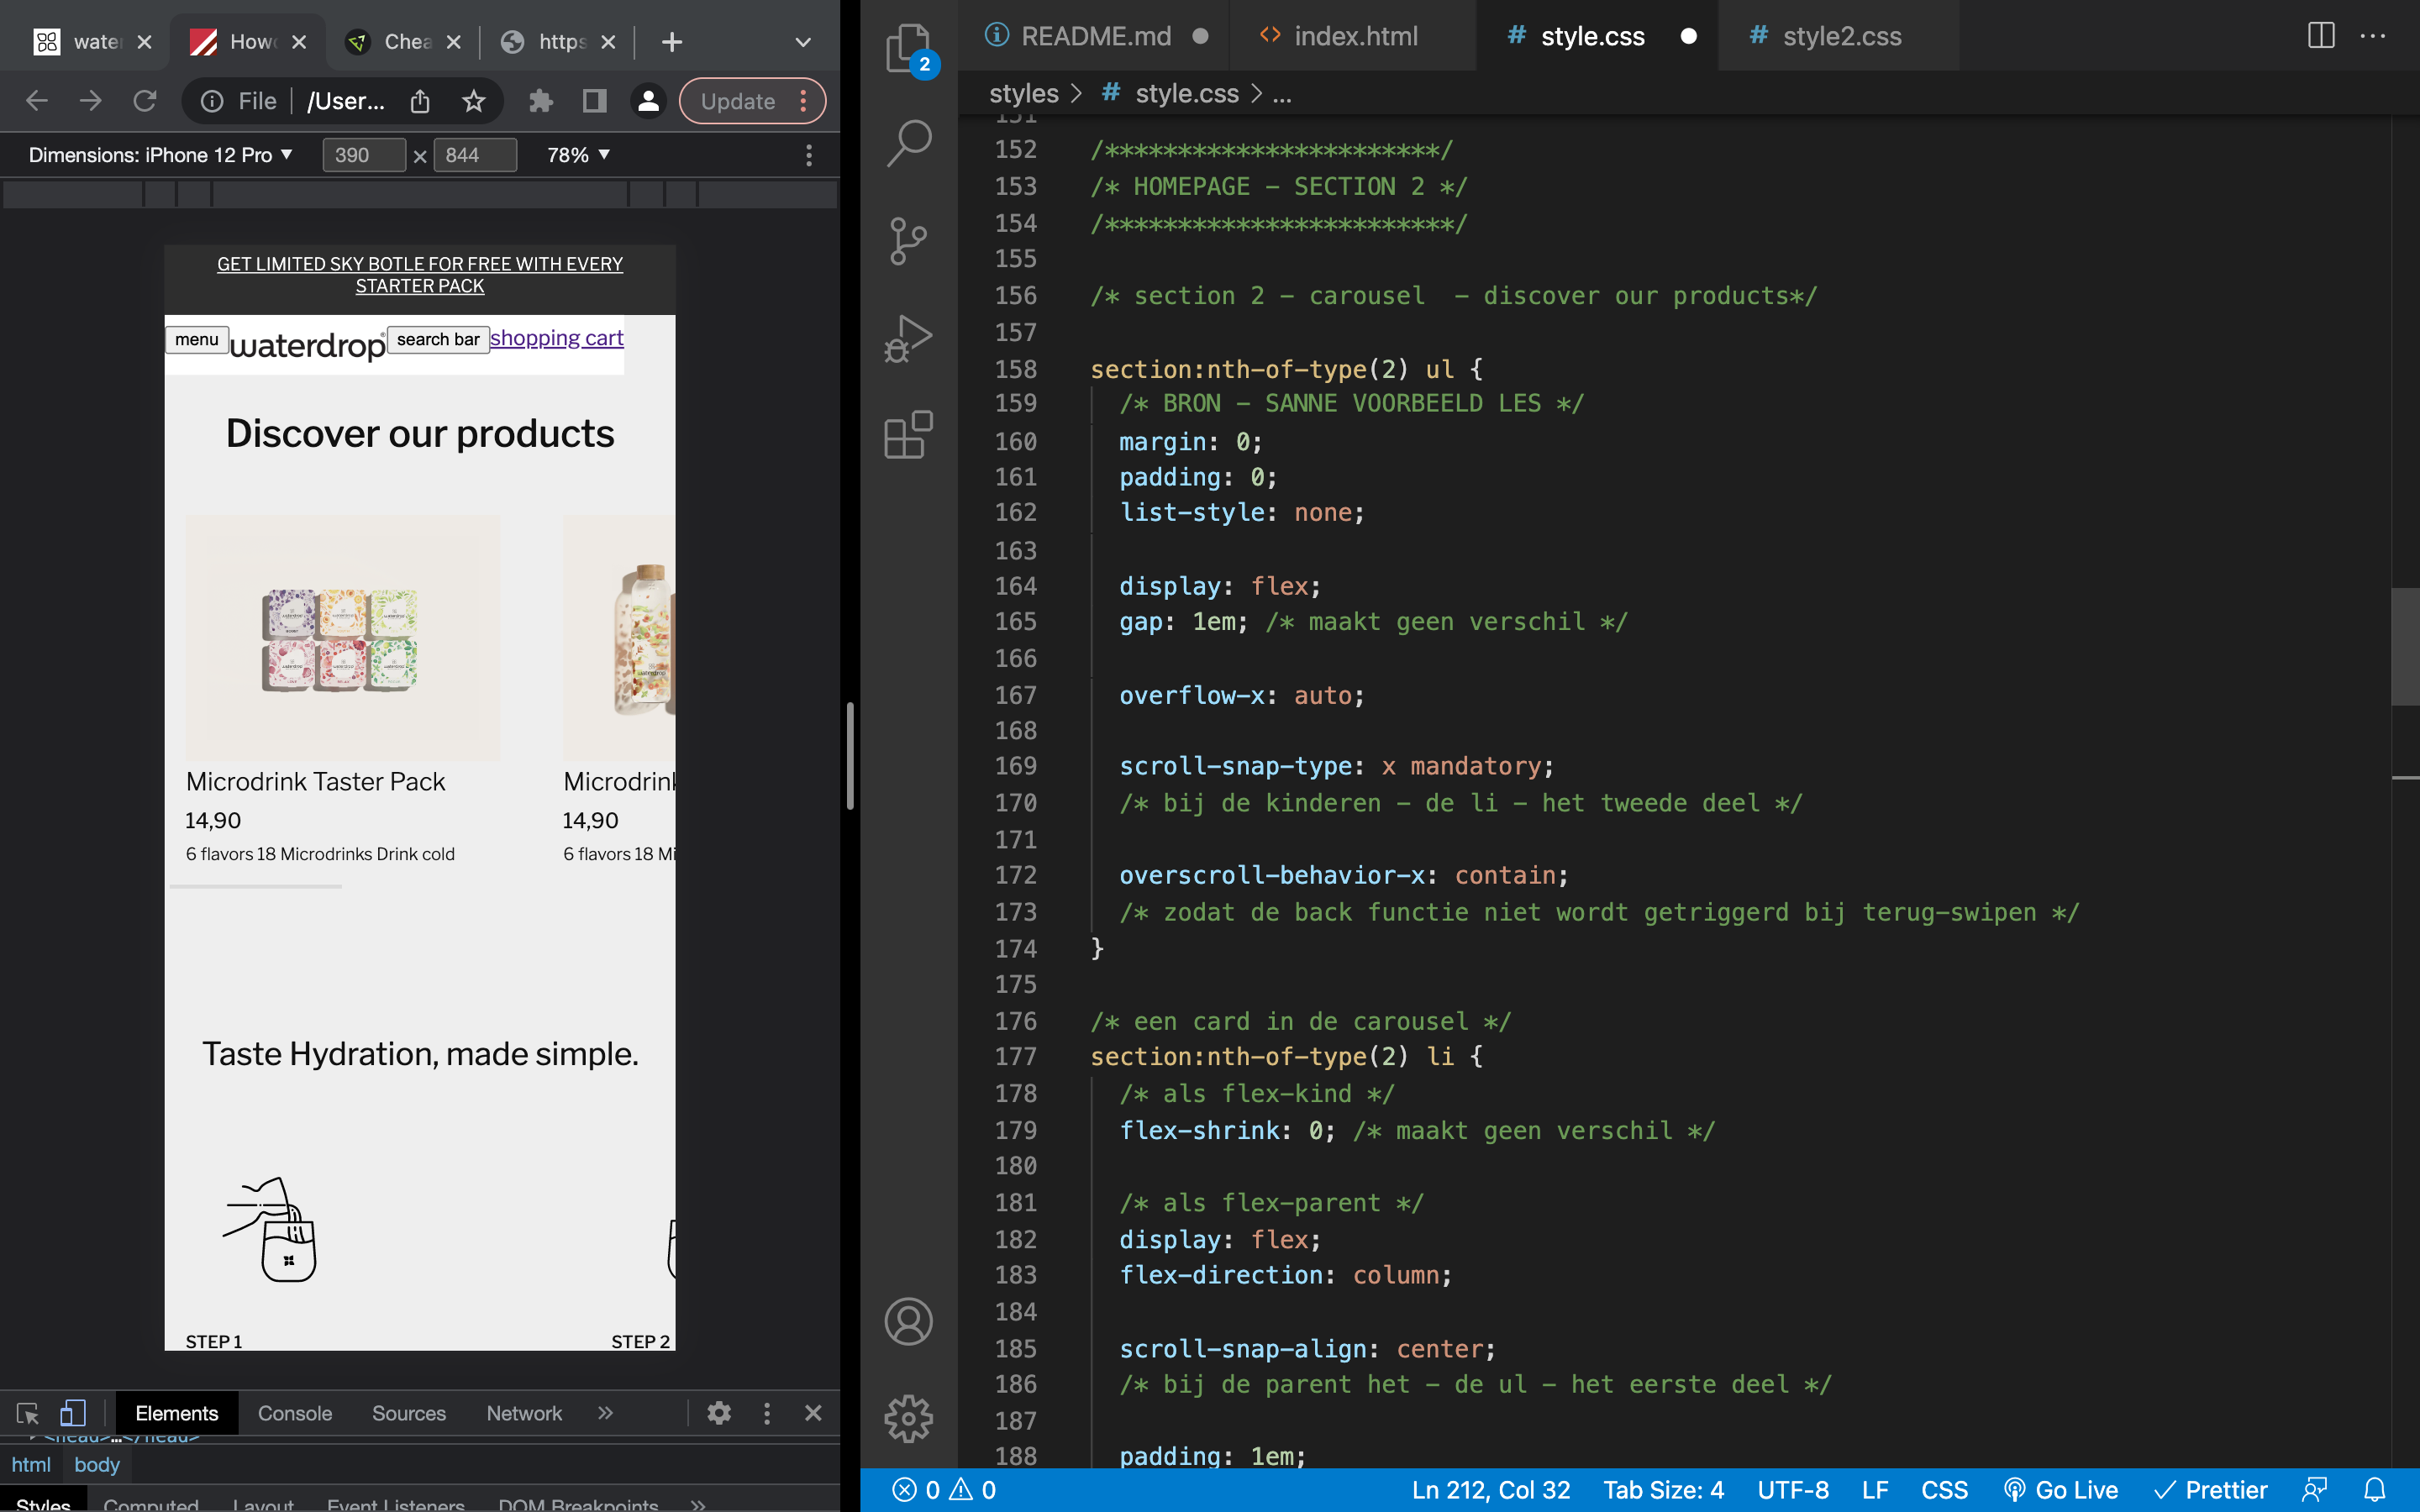 wate
How
Chea
https
File
/User...
Update
Dimensions: iPhone 12 Pro ▼
390 × 844
78% ▼
GET LIMITED SKY BOTLE FOR FREE WITH EVERY
STARTER PACK
menu
waterdrop®
search bar
shopping cart
Discover our products
Microdrink Taster Pack
14,90
6 flavors 18 Microdrinks Drink cold
Microdrink
14,90
6 flavors 18 Mi
Taste Hydration, made simple.
STEP 1
STEP 2
Elements
Console
Sources
Network
»
<head>…</head>
html
body
Styles
Computed
Layout
Event Listeners
DOM Breakpoints
»
2
README.md
index.html
# style.css
# style2.css
styles > # style.css > ...
151
152 /***********************/
153 /* HOMEPAGE - SECTION 2 */
154 /************************/
155
156 /* section 2 - carousel  - discover our products*/
157
158 section:nth-of-type(2) ul {
159 /* BRON - SANNE VOORBEELD LES */
160 margin: 0;
161 padding: 0;
162 list-style: none;
163
164 display: flex;
165 gap: 1em; /* maakt geen verschil */
166
167 overflow-x: auto;
168
169 scroll-snap-type: x mandatory;
170 /* bij de kinderen - de li - het tweede deel */
171
172 overscroll-behavior-x: contain;
173 /* zodat de back functie niet wordt getriggerd bij terug-swipen */
174 }
175
176 /* een card in de carousel */
177 section:nth-of-type(2) li {
178 /* als flex-kind */
179 flex-shrink: 0; /* maakt geen verschil */
180
181 /* als flex-parent */
182 display: flex;
183 flex-direction: column;
184
185 scroll-snap-align: center;
186 /* bij de parent het - de ul - het eerste deel */
187
188 padding: 1em;
0
0
Ln 212, Col 32
Tab Size: 4
UTF-8
LF
CSS
Go Live
Prettier